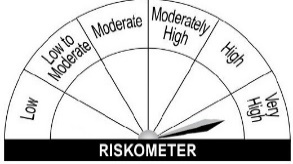 Low
Low to
Moderate
Moderate
Moderately
High
High
Very
High
RISKOMETER